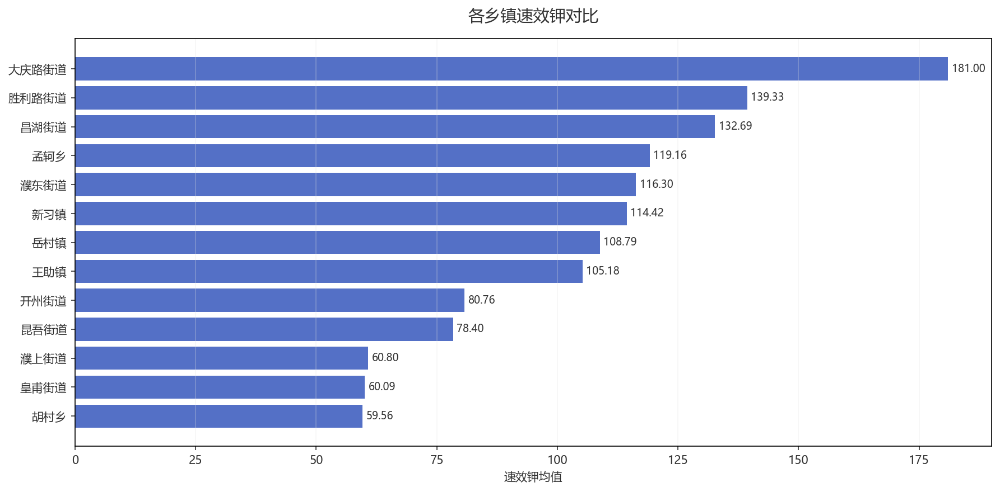 各乡镇速效钾对比
大庆路街道 181.00
胜利路街道 139.33
昌湖街道 132.69
孟轲乡 119.16
濮东街道 116.30
新习镇 114.42
岳村镇 108.79
王助镇 105.18
开州街道 80.76
昆吾街道 78.40
濮上街道 60.80
皇甫街道 60.09
胡村乡 59.56
0 25 50 75 100 125 150 175
速效钾均值